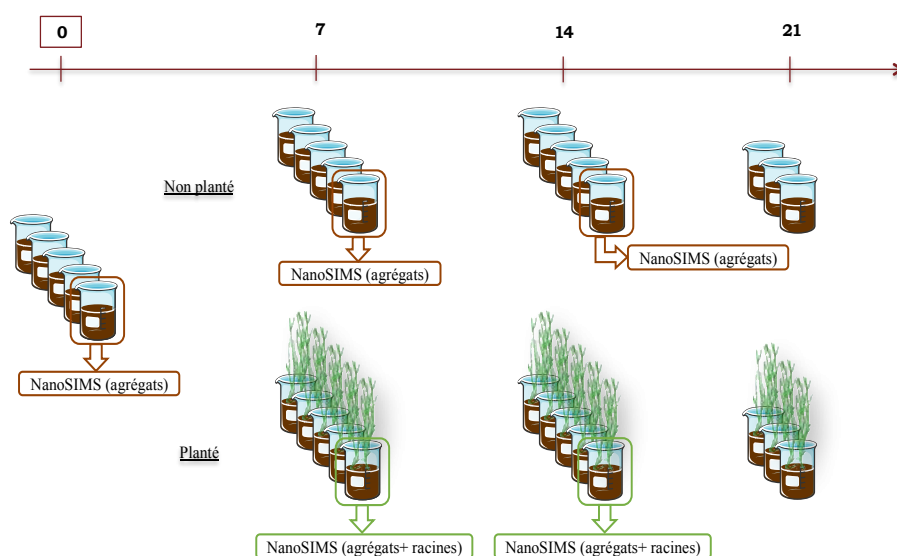 0
7
14
21
Non planté
NanoSIMS (agrégats)
NanoSIMS (agrégats)
NanoSIMS (agrégats)
Planté
NanoSIMS (agrégats+ racines)
NanoSIMS (agrégats+ racines)